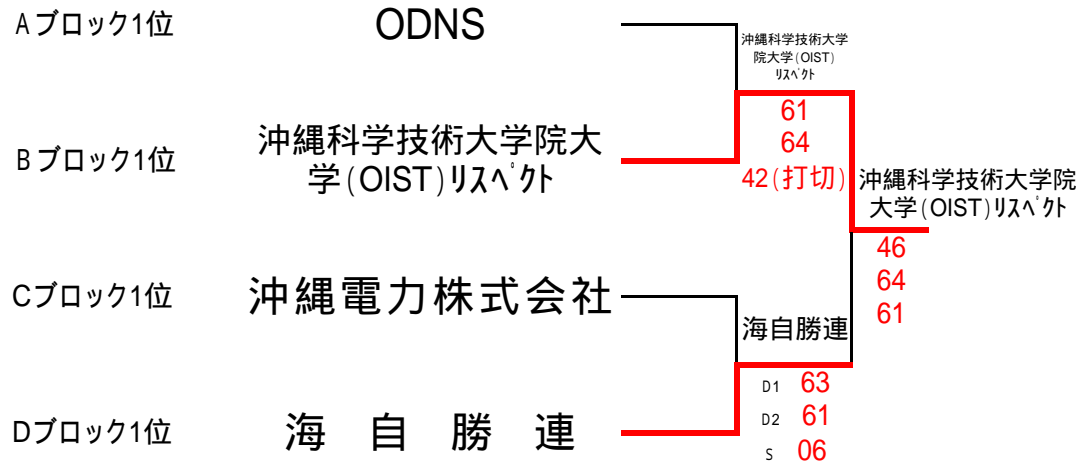 Aブロック1位
ODNS
沖縄科学技術大学
院大学(OIST)
ﾘｽﾍﾟｸﾄ
61
64
42(打切)
Bブロック1位
沖縄科学技術大学院大
学(OIST)ﾘｽﾍﾟｸﾄ
沖縄科学技術大学院
大学(OIST)ﾘｽﾍﾟｸﾄ
46
64
61
Cブロック1位
沖縄電力株式会社
海自勝連
D1 63
D2 61
S 06
Dブロック1位
海 自 勝 連